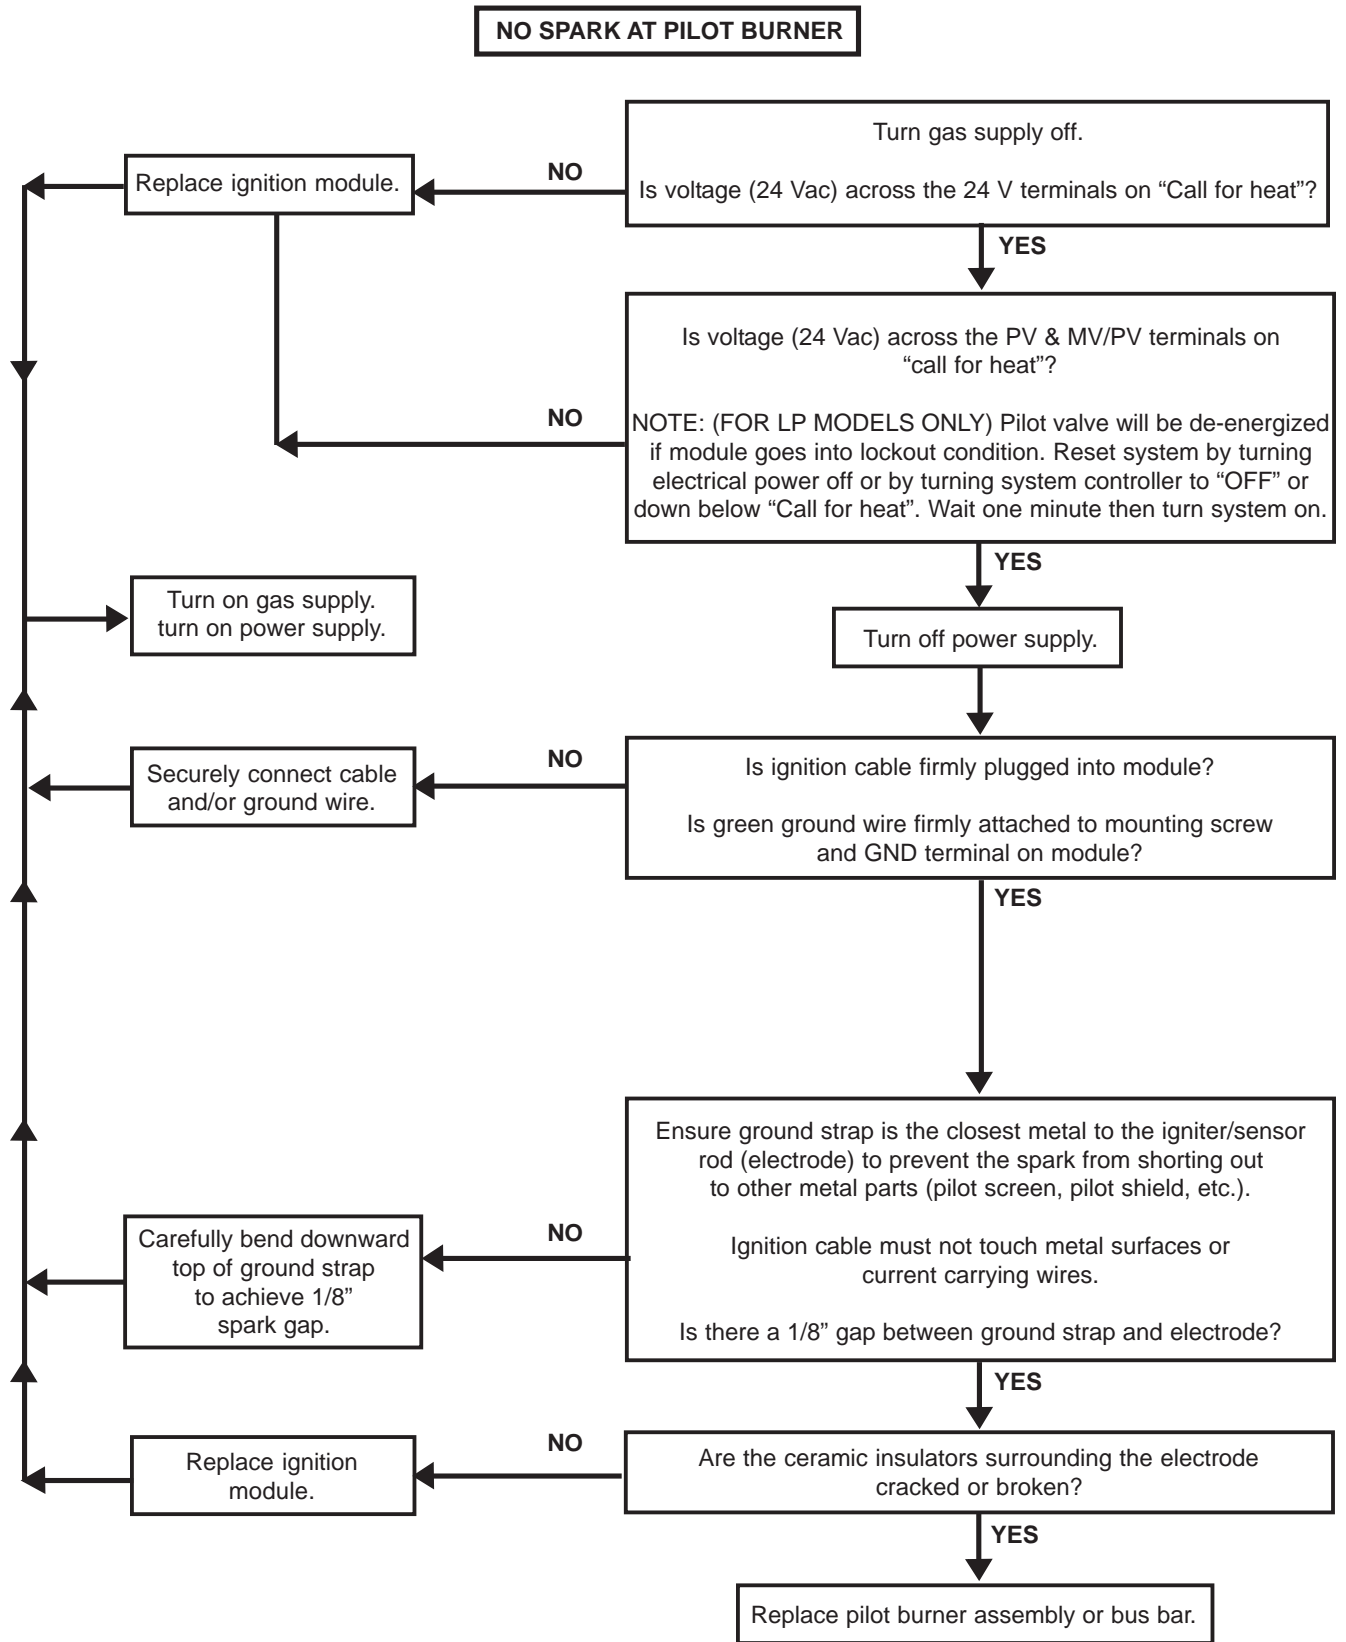 NO SPARK AT PILOT BURNER
Turn gas supply off.
Is voltage (24 Vac) across the 24 V terminals on “Call for heat”?
NO
Replace ignition module.
YES
Is voltage (24 Vac) across the PV & MV/PV terminals on
“call for heat”?
NOTE: (FOR LP MODELS ONLY) Pilot valve will be de-energized
if module goes into lockout condition. Reset system by turning
electrical power off or by turning system controller to “OFF” or
down below “Call for heat”. Wait one minute then turn system on.
NO
YES
Turn on gas supply.
turn on power supply.
Turn off power supply.
Is ignition cable firmly plugged into module?
Is green ground wire firmly attached to mounting screw
and GND terminal on module?
NO
Securely connect cable
and/or ground wire.
YES
Ensure ground strap is the closest metal to the igniter/sensor
rod (electrode) to prevent the spark from shorting out
to other metal parts (pilot screen, pilot shield, etc.).
Ignition cable must not touch metal surfaces or
current carrying wires.
Is there a 1/8” gap between ground strap and electrode?
NO
Carefully bend downward
top of ground strap
to achieve 1/8”
spark gap.
YES
Are the ceramic insulators surrounding the electrode
cracked or broken?
NO
Replace ignition
module.
YES
Replace pilot burner assembly or bus bar.